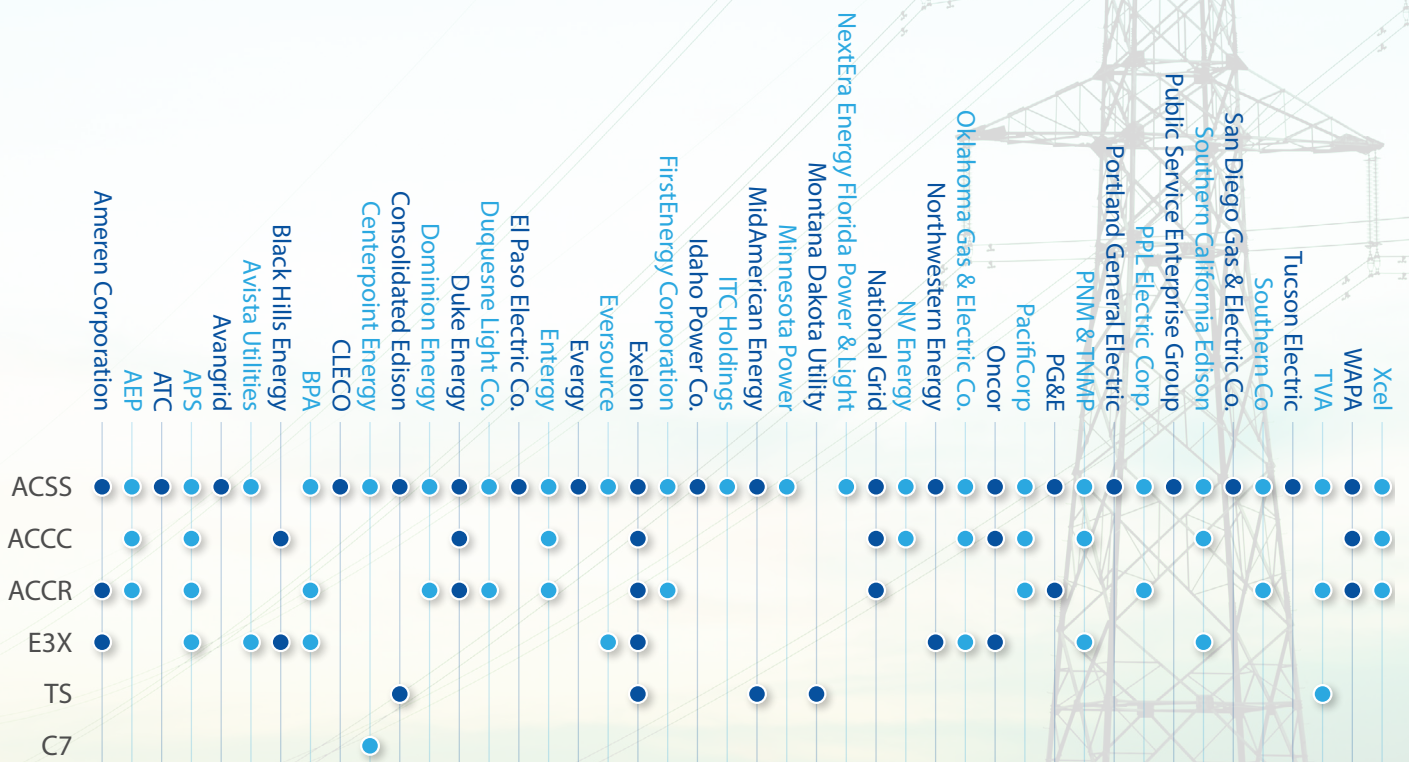 Ameren Corporation
AEP
ATC
APS
Avangrid
Avista Utilities
Black Hills Energy
BPA
CLECO
Centerpoint Energy
Consolidated Edison
Dominion Energy
Duke Energy
Duquesne Light Co.
El Paso Electric Co.
Entergy
Evergy
Eversource
Exelon
FirstEnergy Corporation
Idaho Power Co.
ITC Holdings
MidAmerican Energy
Minnesota Power
Montana Dakota Utility
NextEra Energy Florida Power & Light
National Grid
NV Energy
Northwestern Energy
Oklahoma Gas & Electric Co.
Oncor
PacifiCorp
PG&E
PNM & TNMP
Portland General Electric
PPL Electric Corp.
Public Service Enterprise Group
Southern California Edison
San Diego Gas & Electric Co.
Southern Co
Tucson Electric
TVA
WAPA
Xcel
ACSS
ACCC
ACCR
E3X
TS
C7